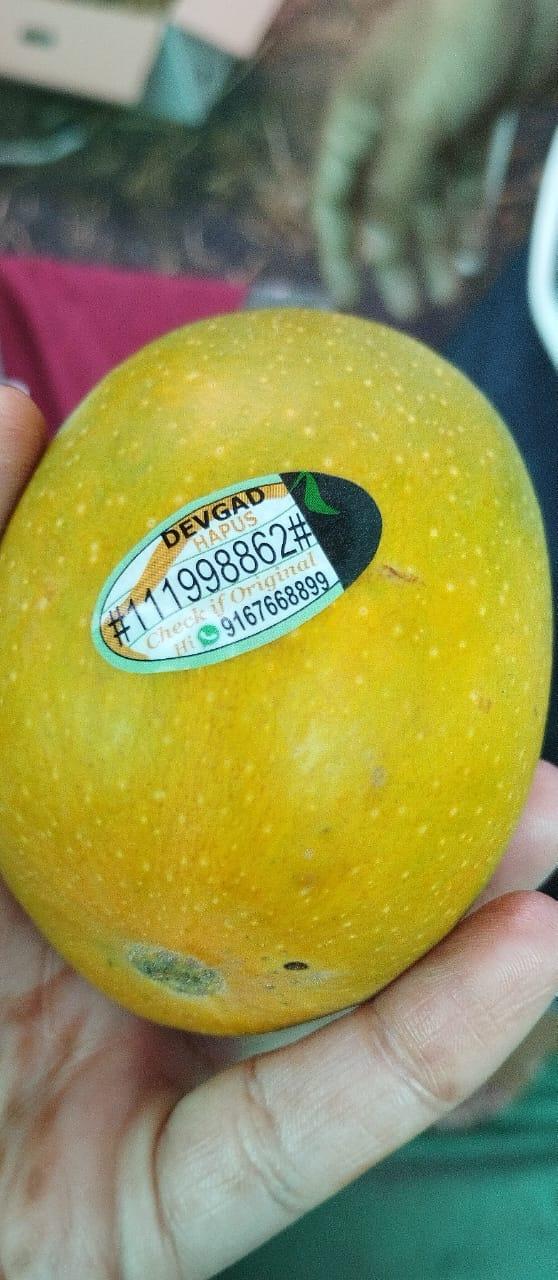 DEVGAD
HAPUS
#111998862#
Check if Original
Hi 9167668899